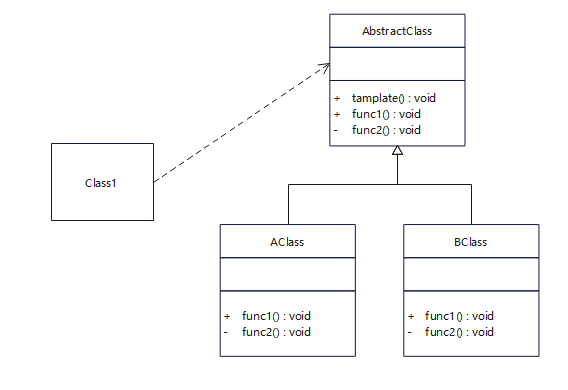 AbstractClass
+ tamplate() : void
+ func1() : void
- func2() : void
Class1
AClass
+ func1() : void
- func2() : void
BClass
+ func1() : void
- func2() : void